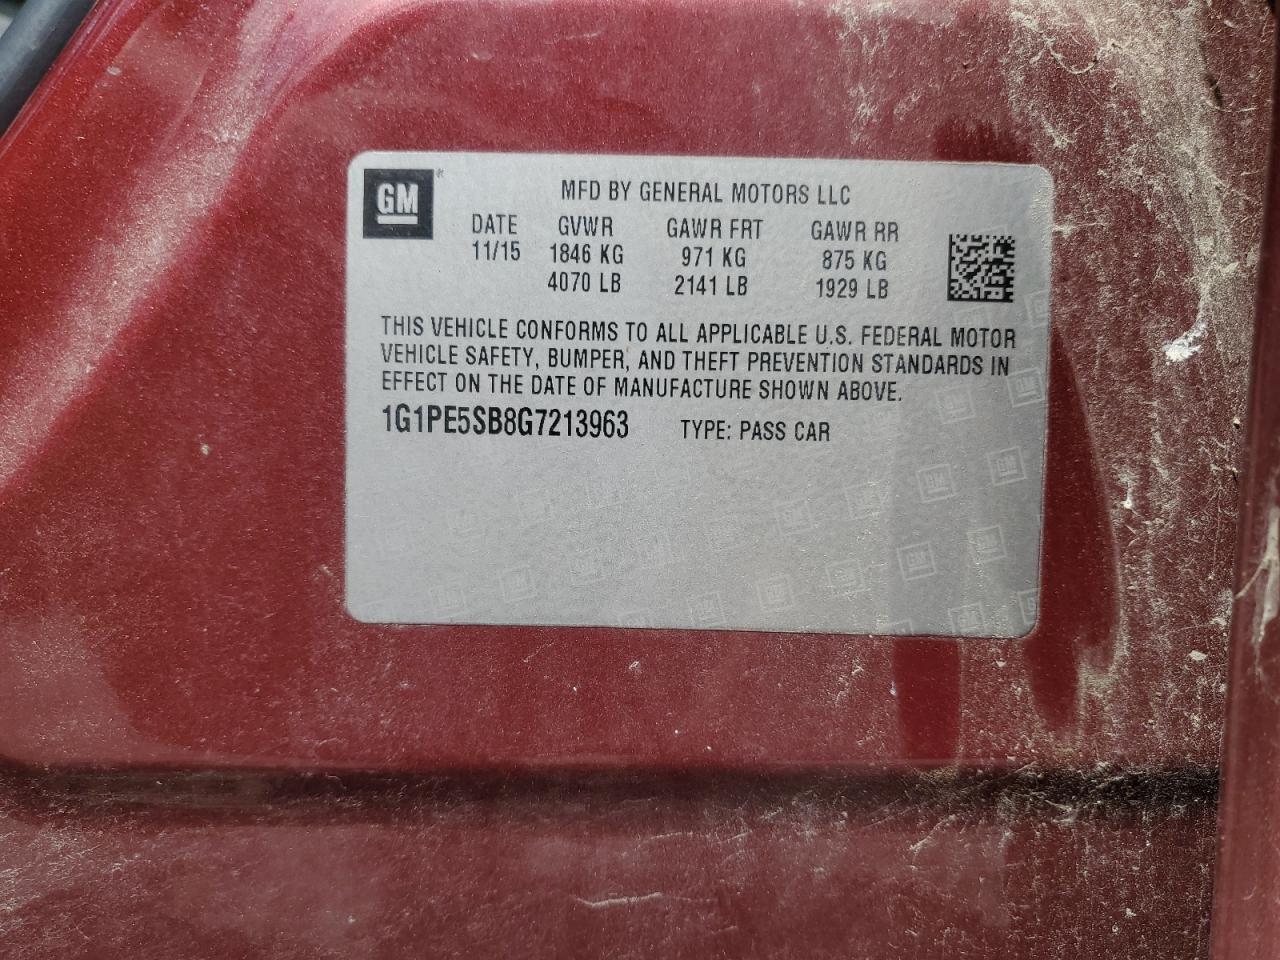 GM
MFD BY GENERAL MOTORS LLC
DATE GVWR GAWR FRT GAWR RR
11/15 1846 KG 971 KG 875 KG
4070 LB 2141 LB 1929 LB
THIS VEHICLE CONFORMS TO ALL APPLICABLE U.S. FEDERAL MOTOR
VEHICLE SAFETY, BUMPER, AND THEFT PREVENTION STANDARDS IN
EFFECT ON THE DATE OF MANUFACTURE SHOWN ABOVE.
1G1PE5SB8G7213963 TYPE: PASS CAR